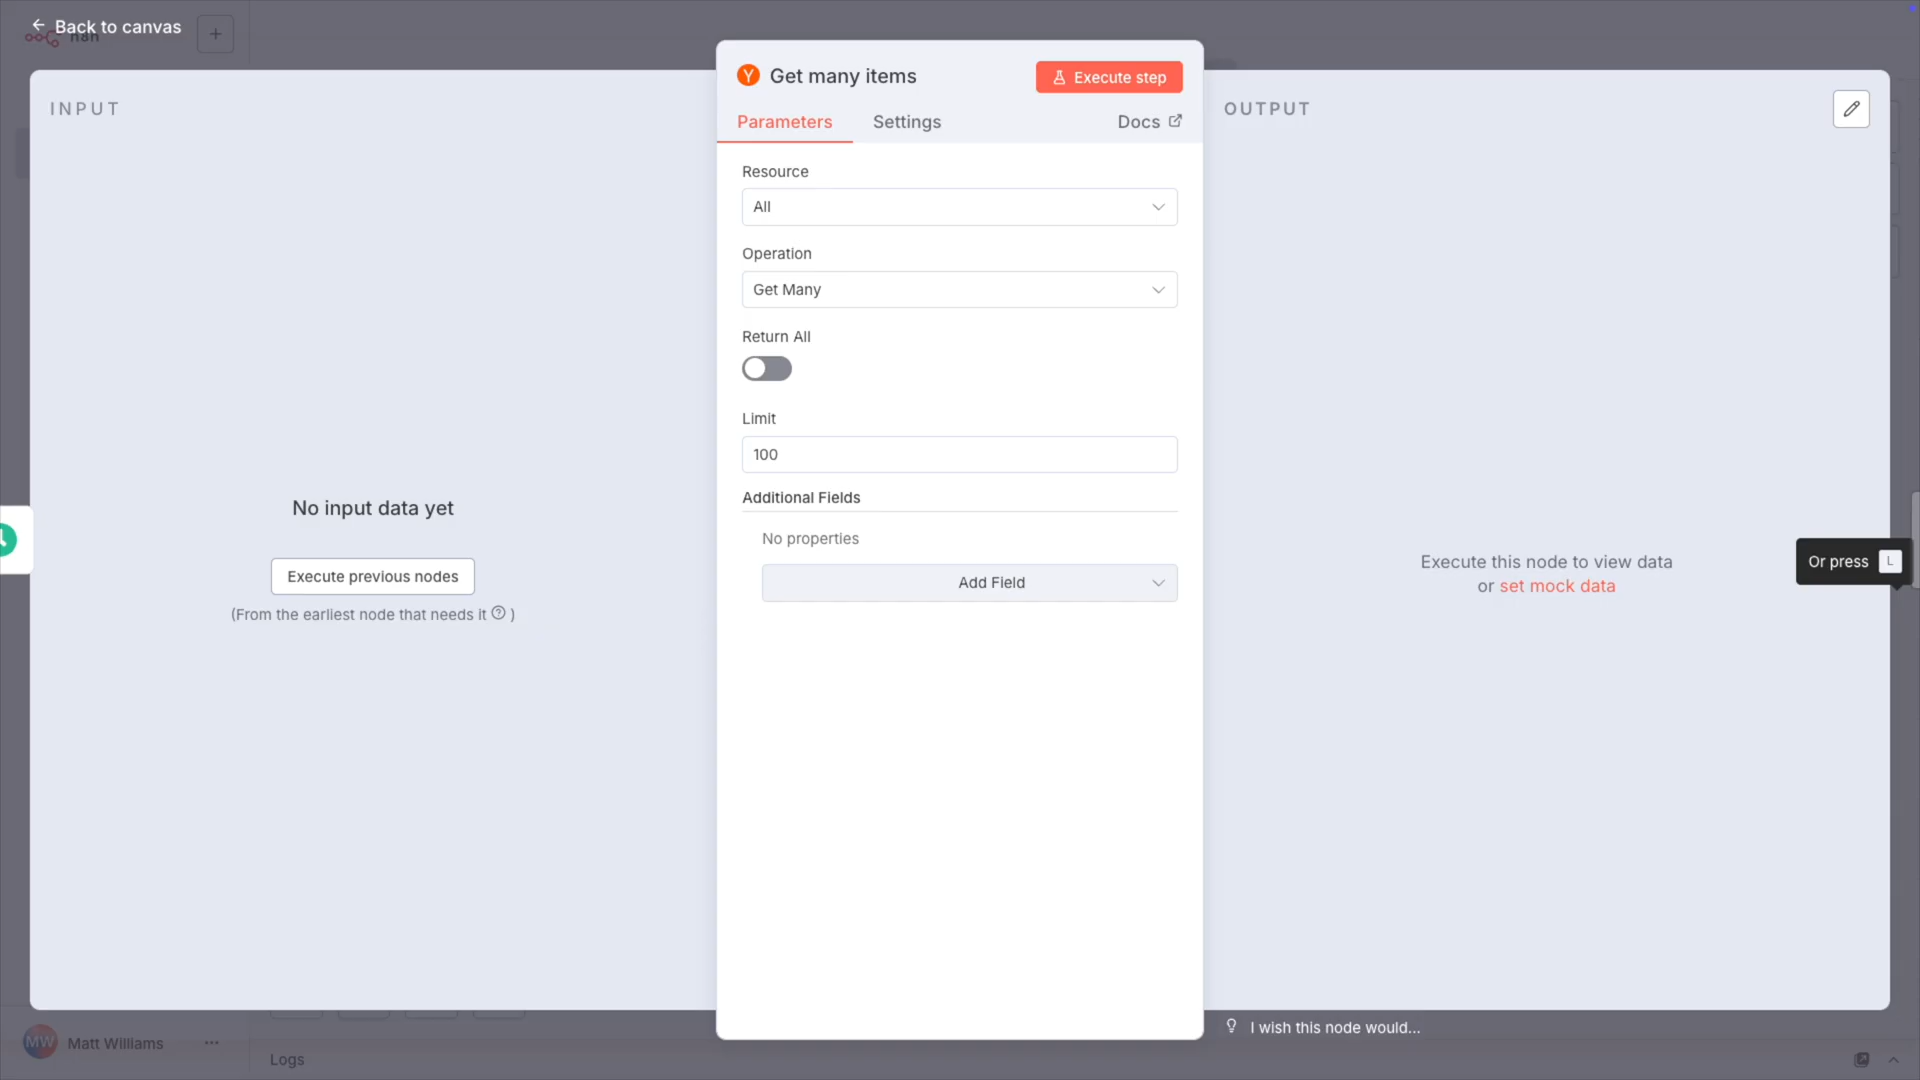 Back to canvas
n8n
INPUT
No input data yet
Execute previous nodes
(From the earliest node that needs it )
Y
Get many items
Execute step
Parameters
Settings
Docs
Resource
All
Operation
Get Many
Return All
Limit
100
Additional Fields
No properties
Add Field
OUTPUT
Execute this node to view data
or set mock data
Or press L
I wish this node would...
MW
Matt Williams
Logs